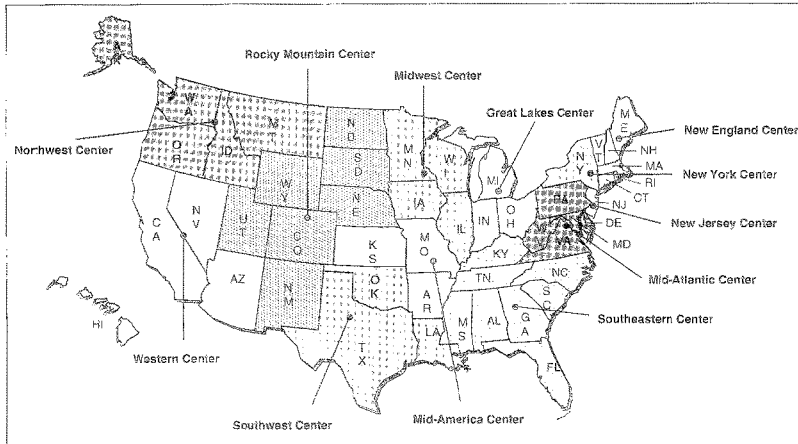 Rocky Mountain Center
Midwest Center
Great Lakes Center
New England Center
Northwest Center
New York Center
New Jersey Center
Mid-Atlantic Center
Southeastern Center
Western Center
Southwest Center
Mid-America Center
A
WA
OR
ID
MT
ND
SD
NE
WY
UT
CO
NM
CA
NV
AZ
KS
OK
TX
MN
IA
WI
IL
MO
AR
LA
MI
IN
OH
KY
TN
MS
AL
GA
SC
NC
FL
W
VA
PA
NY
VT
ME
NH
MA
RI
CT
NJ
DE
MD
HI